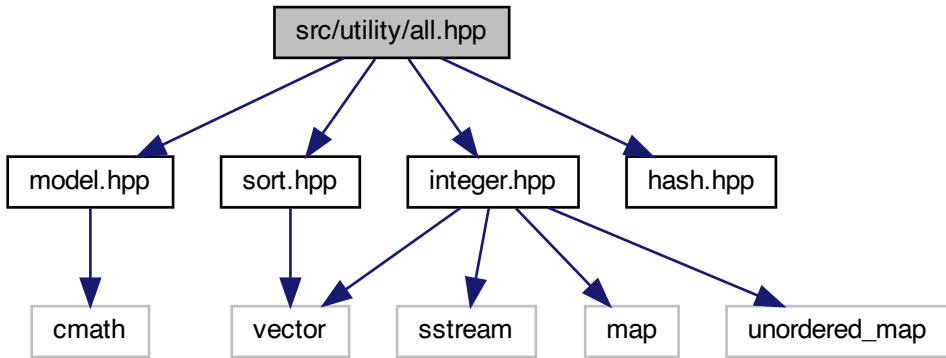 src/utility/all.hpp
model.hpp
sort.hpp
integer.hpp
hash.hpp
cmath
vector
sstream
map
unordered_map